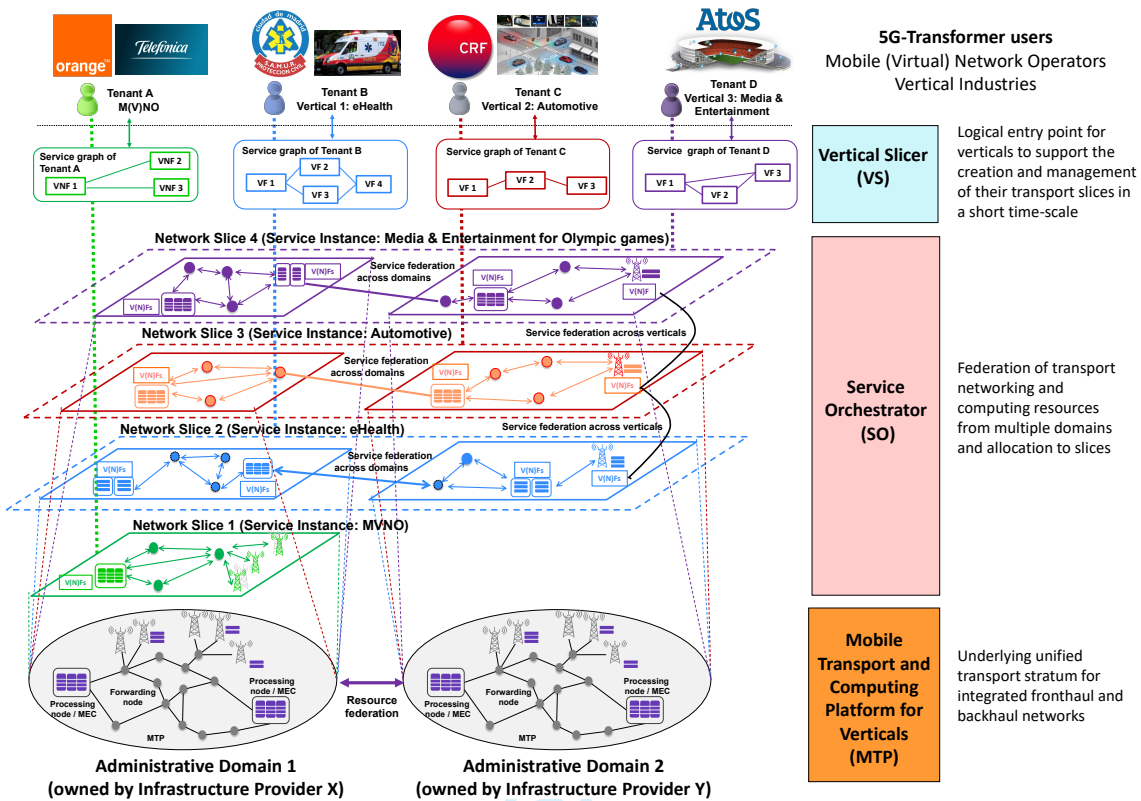 orange™
Telefónica
ciudad de madrid
S.A.M.U.R.
PROTECCION CIVIL
CRF
Atos
5G-Transformer users
Mobile (Virtual) Network Operators
Vertical Industries
Tenant A
M(V)NO
Tenant B
Vertical 1: eHealth
Tenant C
Vertical 2: Automotive
Tenant D
Vertical 3: Media &
Entertainment
Service graph of
Tenant A
VNF 1
VNF 2
VNF 3
Service graph of Tenant B
VF 1
VF 2
VF 3
VF 4
Service graph of Tenant C
VF 1
VF 2
VF 3
Service graph of Tenant D
VF 1
VF 2
VF 3
Vertical Slicer
(VS)
Logical entry point for
verticals to support the
creation and management
of their transport slices in
a short time-scale
Network Slice 4 (Service Instance: Media & Entertainment for Olympic games)
V(N)Fs
V(N)Fs
Service federation
across domains
V(N)Fs
V(N)F
Service federation across verticals
Network Slice 3 (Service Instance: Automotive)
V(N)Fs
Service federation
across domains
V(N)Fs
V(N)Fs
Service federation across verticals
Network Slice 2 (Service Instance: eHealth)
V(N)Fs
V(N)Fs
Service federation
across domains
V(N)Fs
V(N)Fs
Network Slice 1 (Service Instance: MVNO)
V(N)Fs
Service
Orchestrator
(SO)
Federation of transport
networking and
computing resources
from multiple domains
and allocation to slices
Processing
node / MEC
Forwarding
node
Processing
node / MEC
MTP
Resource
federation
Processing
node / MEC
Forwarding
node
Processing
node / MEC
MTP
Administrative Domain 1
(owned by Infrastructure Provider X)
Administrative Domain 2
(owned by Infrastructure Provider Y)
Mobile
Transport and
Computing
Platform for
Verticals
(MTP)
Underlying unified
transport stratum for
integrated fronthaul and
backhaul networks